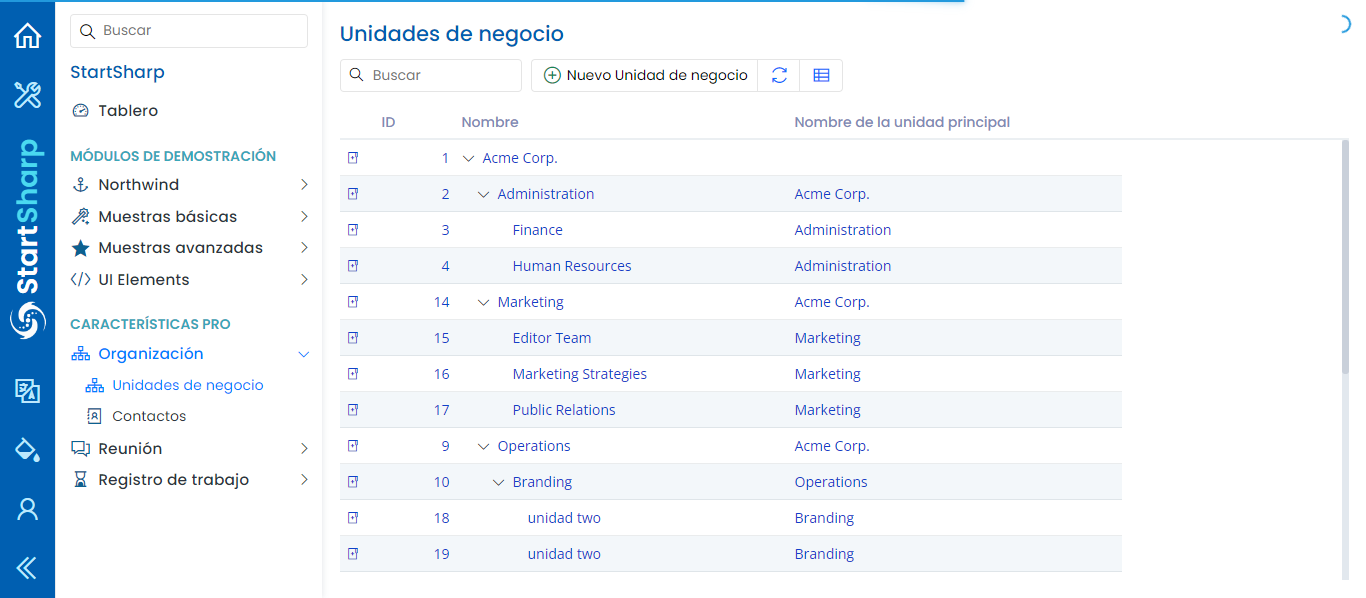 StartSharp
Buscar
StartSharp
Tablero
MÓDULOS DE DEMOSTRACIÓN
Northwind
Muestras básicas
Muestras avanzadas
UI Elements
CARACTERÍSTICAS PRO
Organización
Unidades de negocio
Contactos
Reunión
Registro de trabajo
Unidades de negocio
Buscar
Nuevo Unidad de negocio
ID Nombre Nombre de la unidad principal
1 Acme Corp.
2 Administration Acme Corp.
3 Finance Administration
4 Human Resources Administration
14 Marketing Acme Corp.
15 Editor Team Marketing
16 Marketing Strategies Marketing
17 Public Relations Marketing
9 Operations Acme Corp.
10 Branding Operations
18 unidad two Branding
19 unidad two Branding